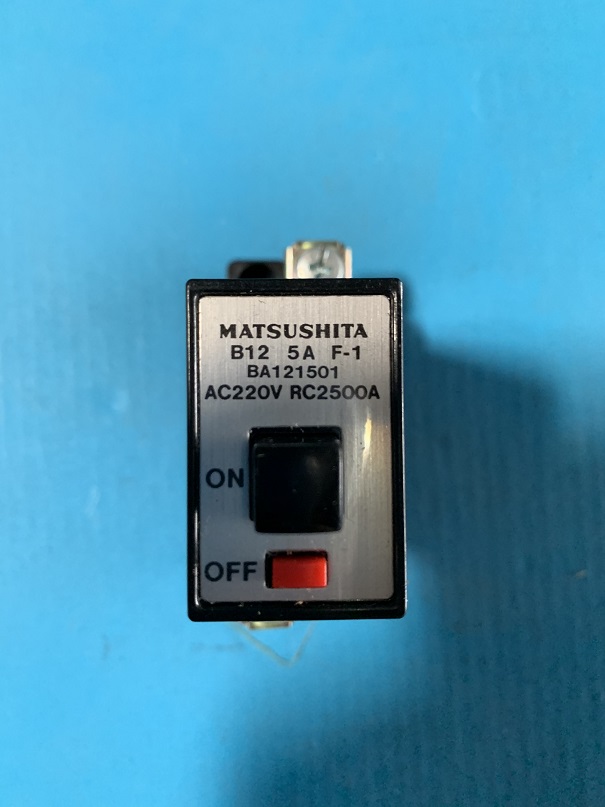 MATSUSHITA
B12 5A F-1
BA121501
AC220V RC2500A
ON
OFF